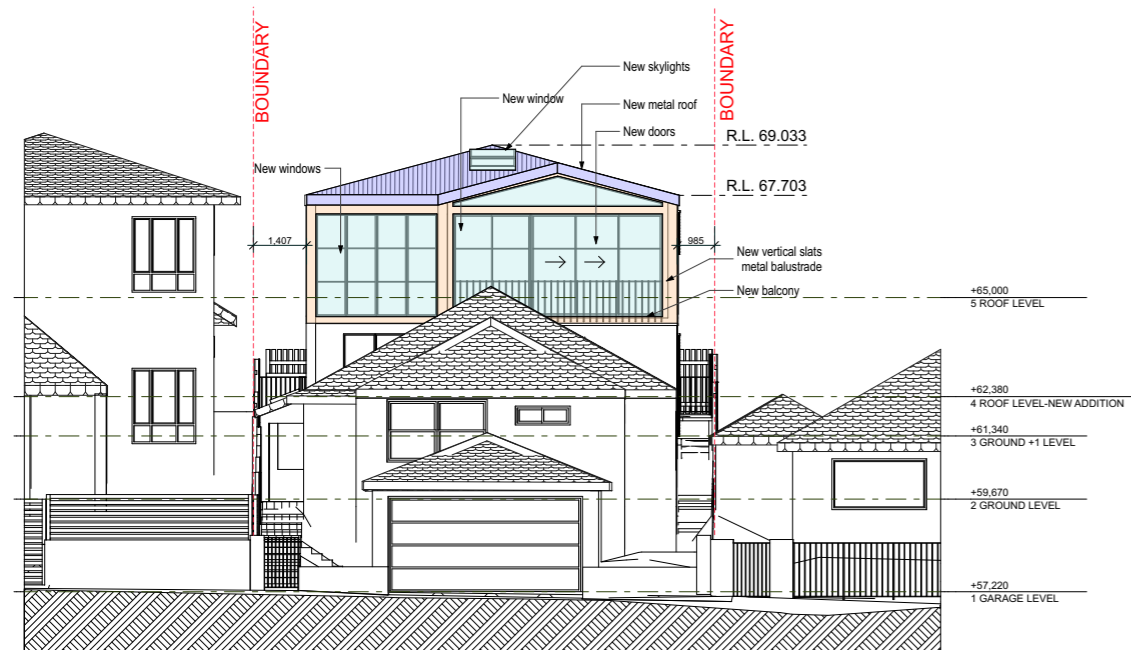 BOUNDARY
BOUNDARY
New skylights
New window
New metal roof
New doors
R.L. 69.033
New windows
R.L. 67.703
1,407
985
New vertical slats
metal balustrade
New balcony
+65,000
5 ROOF LEVEL
+62,380
4 ROOF LEVEL-NEW ADDITION
+61,340
3 GROUND +1 LEVEL
+59,670
2 GROUND LEVEL
+57,220
1 GARAGE LEVEL